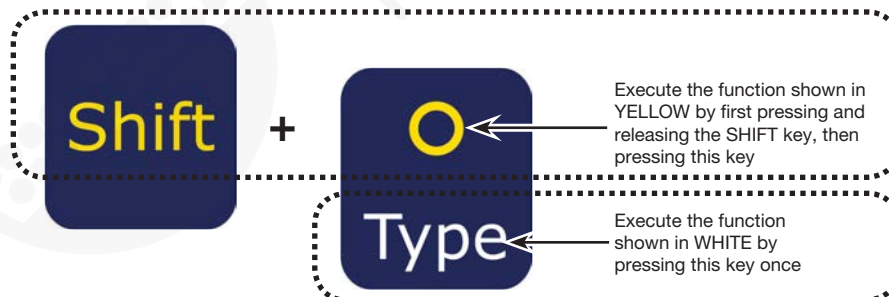 Shift
+
O
Type
Execute the function shown in
YELLOW by first pressing and
releasing the SHIFT key, then
pressing this key
Execute the function
shown in WHITE by
pressing this key once